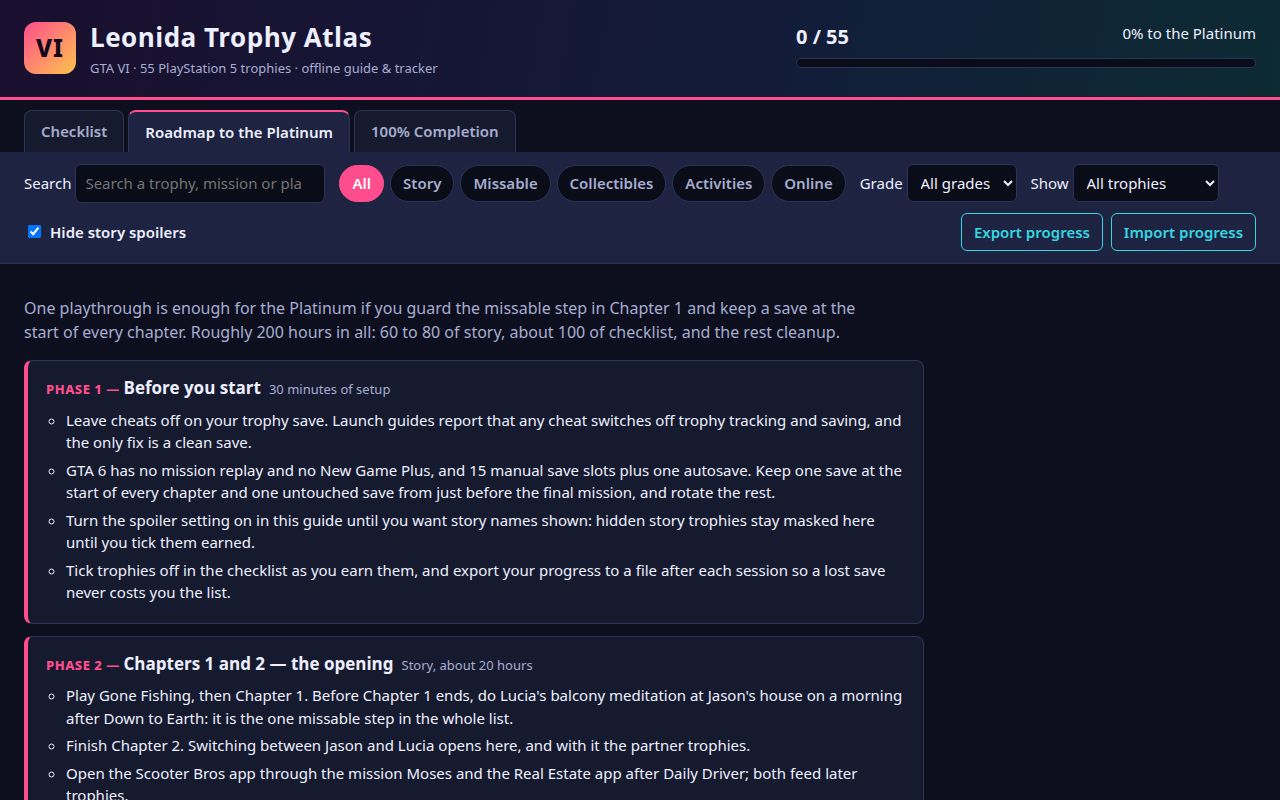 VI
Leonida Trophy Atlas
GTA VI · 55 PlayStation 5 trophies · offline guide & tracker
0 / 55
0% to the Platinum
Checklist
Roadmap to the Platinum
100% Completion
Search
Search a trophy, mission or pla
All
Story
Missable
Collectibles
Activities
Online
Grade
All grades
Show
All trophies
Hide story spoilers
Export progress
Import progress
One playthrough is enough for the Platinum if you guard the missable step in Chapter 1 and keep a save at the
start of every chapter. Roughly 200 hours in all: 60 to 80 of story, about 100 of checklist, and the rest cleanup.
PHASE 1 — Before you start 30 minutes of setup
Leave cheats off on your trophy save. Launch guides report that any cheat switches off trophy tracking and saving, and
the only fix is a clean save.
GTA 6 has no mission replay and no New Game Plus, and 15 manual save slots plus one autosave. Keep one save at the
start of every chapter and one untouched save from just before the final mission, and rotate the rest.
Turn the spoiler setting on in this guide until you want story names shown: hidden story trophies stay masked here
until you tick them earned.
Tick trophies off in the checklist as you earn them, and export your progress to a file after each session so a lost save
never costs you the list.
PHASE 2 — Chapters 1 and 2 — the opening Story, about 20 hours
Play Gone Fishing, then Chapter 1. Before Chapter 1 ends, do Lucia's balcony meditation at Jason's house on a morning
after Down to Earth: it is the one missable step in the whole list.
Finish Chapter 2. Switching between Jason and Lucia opens here, and with it the partner trophies.
Open the Scooter Bros app through the mission Moses and the Real Estate app after Daily Driver; both feed later
trophies.